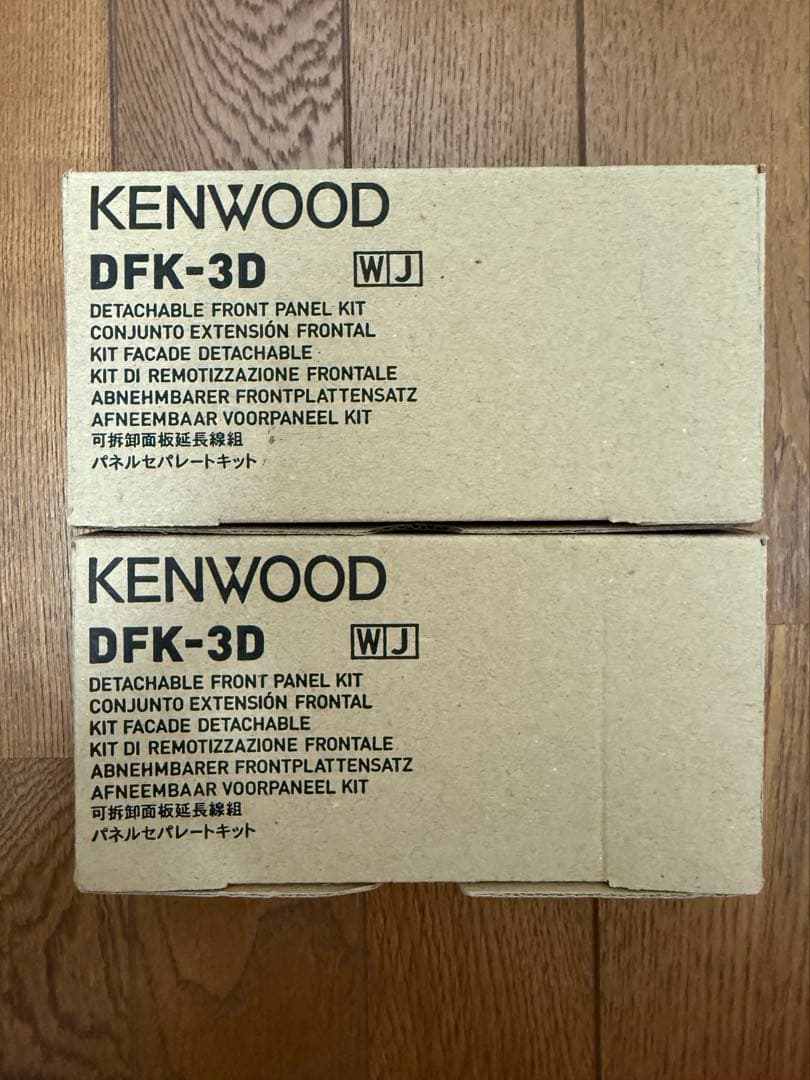 KENWOOD
DFK-3D WJ
DETACHABLE FRONT PANEL KIT
CONJUNTO EXTENSIÓN FRONTAL
KIT FACADE DETACHABLE
KIT DI REMOTIZZAZIONE FRONTALE
ABNEHMBARER FRONTPLATTENSATZ
AFNEEMBAAR VOORPANEEL KIT
可拆卸面板延長線組
パネルセパレートキット
KENWOOD
DFK-3D WJ
DETACHABLE FRONT PANEL KIT
CONJUNTO EXTENSIÓN FRONTAL
KIT FACADE DETACHABLE
KIT DI REMOTIZZAZIONE FRONTALE
ABNEHMBARER FRONTPLATTENSATZ
AFNEEMBAAR VOORPANEEL KIT
可拆卸面板延長線組
パネルセパレートキット